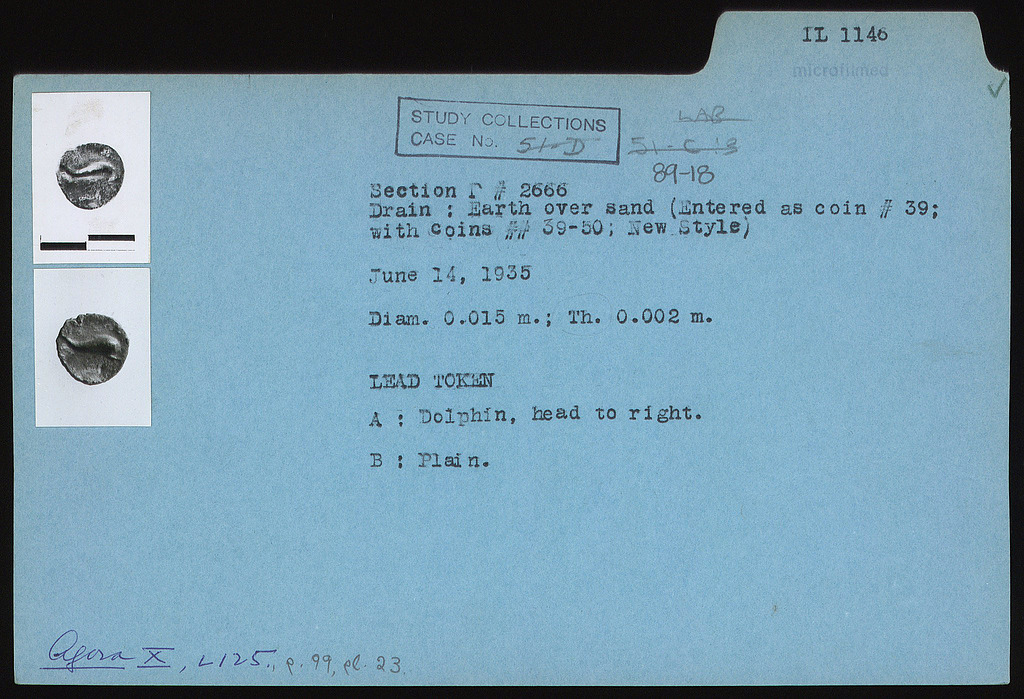 IL 1146
microfilmed
STUDY COLLECTIONS
CASE No. 51-D
LAB
51-C 13
89-18
Section Γ # 2666
Drain : Earth over sand (Entered as coin # 39;
with coins ## 39-50; New Style)
June 14, 1935
Diam. 0.015 m.; Th. 0.002 m.
LEAD TOKEN
A : Dolphin, head to right.
B : Plain.
Agora X, L125, p. 99, pl. 23.